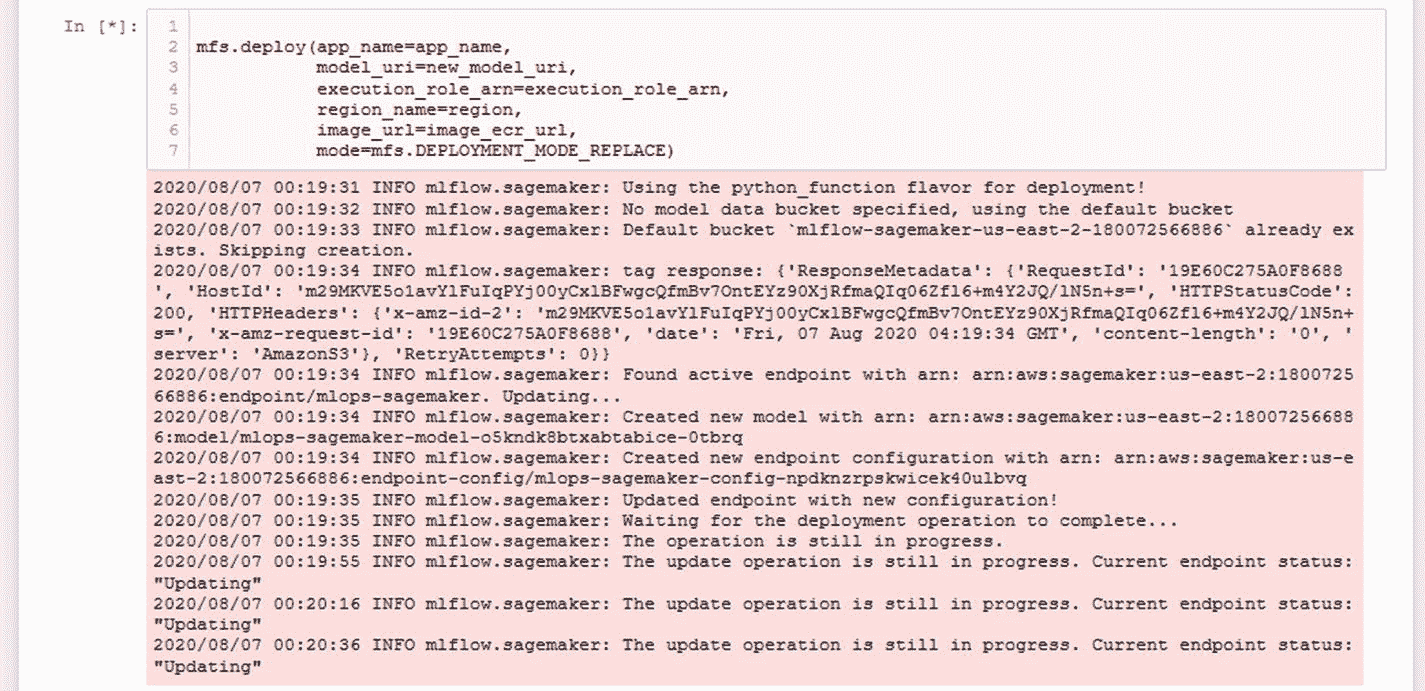 In [*]:
1
2 mfs.deploy(app_name=app_name,
3 model_uri=new_model_uri,
4 execution_role_arn=execution_role_arn,
5 region_name=region,
6 image_url=image_ecr_url,
7 mode=mfs.DEPLOYMENT_MODE_REPLACE)
2020/08/07 00:19:31 INFO mlflow.sagemaker: Using the python_function flavor for deployment!
2020/08/07 00:19:32 INFO mlflow.sagemaker: No model data bucket specified, using the default bucket
2020/08/07 00:19:33 INFO mlflow.sagemaker: Default bucket `mlflow-sagemaker-us-east-2-180072566886` already ex
ists. Skipping creation.
2020/08/07 00:19:34 INFO mlflow.sagemaker: tag response: {'ResponseMetadata': {'RequestId': '19E60C275A0F8688
', 'HostId': 'm29MKVE5o1avYlFuIqPYj00yCxlBFwgcQfmBv7OntEYz90XjRfmaQIq06Zfl6+m4Y2JQ/lN5n+s=', 'HTTPStatusCode':
200, 'HTTPHeaders': {'x-amz-id-2': 'm29MKVE5o1avYlFuIqPYj00yCxlBFwgcQfmBv7OntEYz90XjRfmaQIq06Zfl6+m4Y2JQ/lN5n+
s=', 'x-amz-request-id': '19E60C275A0F8688', 'date': 'Fri, 07 Aug 2020 04:19:34 GMT', 'content-length': '0', '
server': 'AmazonS3'}, 'RetryAttempts': 0}}
2020/08/07 00:19:34 INFO mlflow.sagemaker: Found active endpoint with arn: arn:aws:sagemaker:us-east-2:1800725
66886:endpoint/mlops-sagemaker. Updating...
2020/08/07 00:19:34 INFO mlflow.sagemaker: Created new model with arn: arn:aws:sagemaker:us-east-2:18007256688
6:model/mlops-sagemaker-model-o5kndk8btxabtabice-0tbrq
2020/08/07 00:19:34 INFO mlflow.sagemaker: Created new endpoint configuration with arn: arn:aws:sagemaker:us-e
ast-2:180072566886:endpoint-config/mlops-sagemaker-config-npdknzrpskwicek40ulbvq
2020/08/07 00:19:35 INFO mlflow.sagemaker: Updated endpoint with new configuration!
2020/08/07 00:19:35 INFO mlflow.sagemaker: Waiting for the deployment operation to complete...
2020/08/07 00:19:35 INFO mlflow.sagemaker: The operation is still in progress.
2020/08/07 00:19:55 INFO mlflow.sagemaker: The update operation is still in progress. Current endpoint status:
"Updating"
2020/08/07 00:20:16 INFO mlflow.sagemaker: The update operation is still in progress. Current endpoint status:
"Updating"
2020/08/07 00:20:36 INFO mlflow.sagemaker: The update operation is still in progress. Current endpoint status:
"Updating"